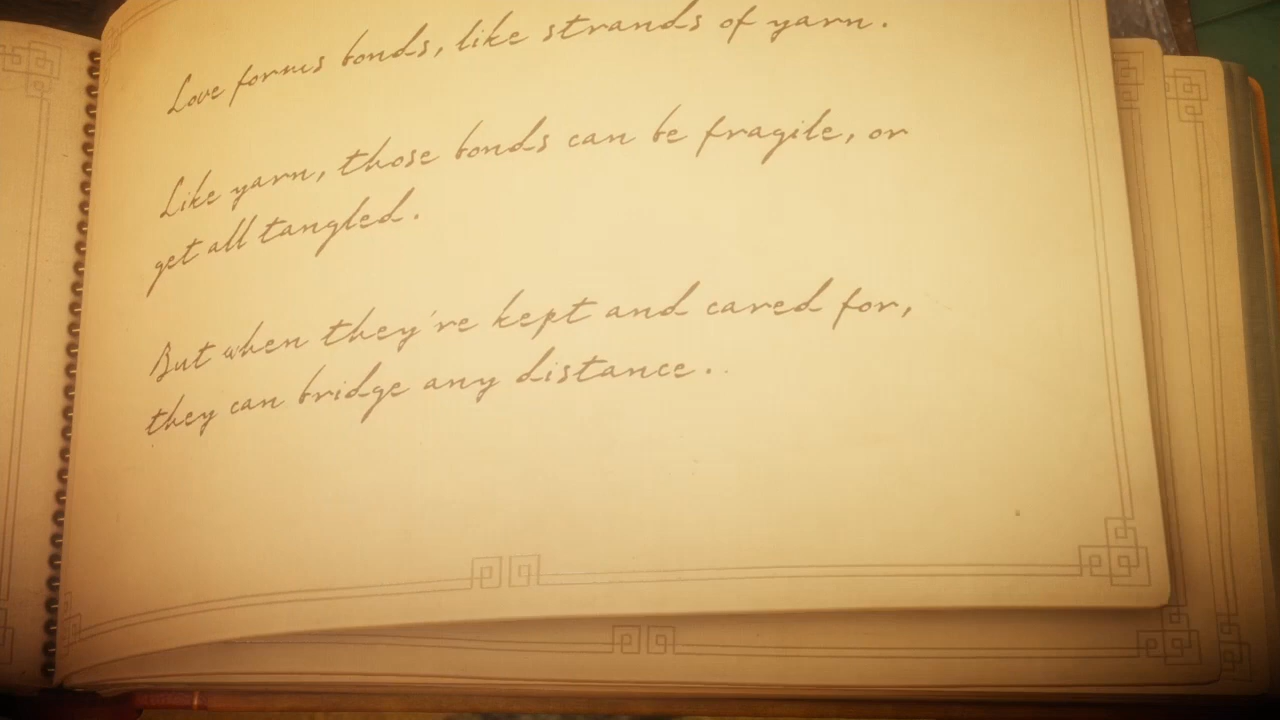 Love forms bonds, like strands of yarn.
Like yarn, those bonds can be fragile, or
get all tangled.
But when they're kept and cared for,
they can bridge any distance..